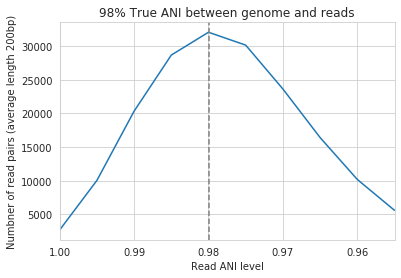 98% True ANI between genome and reads
Numbner of read pairs (average length 200bp)
30000
25000
20000
15000
10000
5000
1.00 0.99 0.98 0.97 0.96
Read ANI level